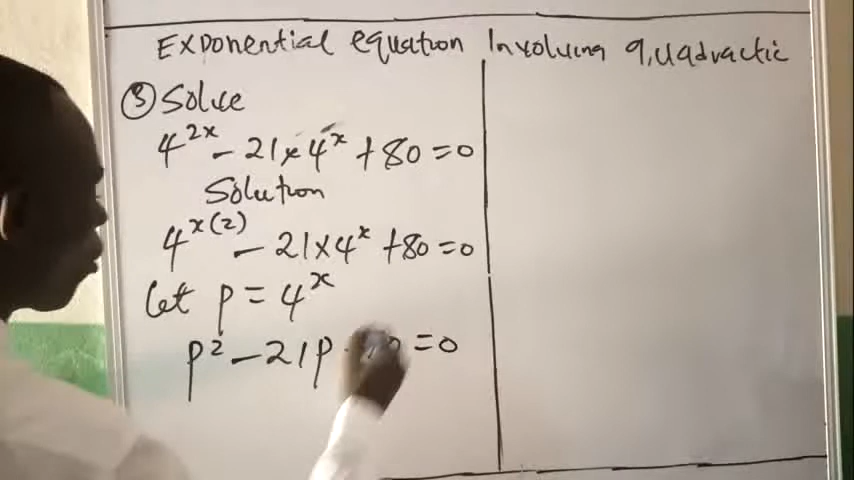 Exponential equation Involving quadractic
③ Solve
4^{2x} - 21 × 4^x + 80 = 0
Solution
4^{x(2)} - 21 × 4^x + 80 = 0
Let p = 4^x
p² - 21p = 0